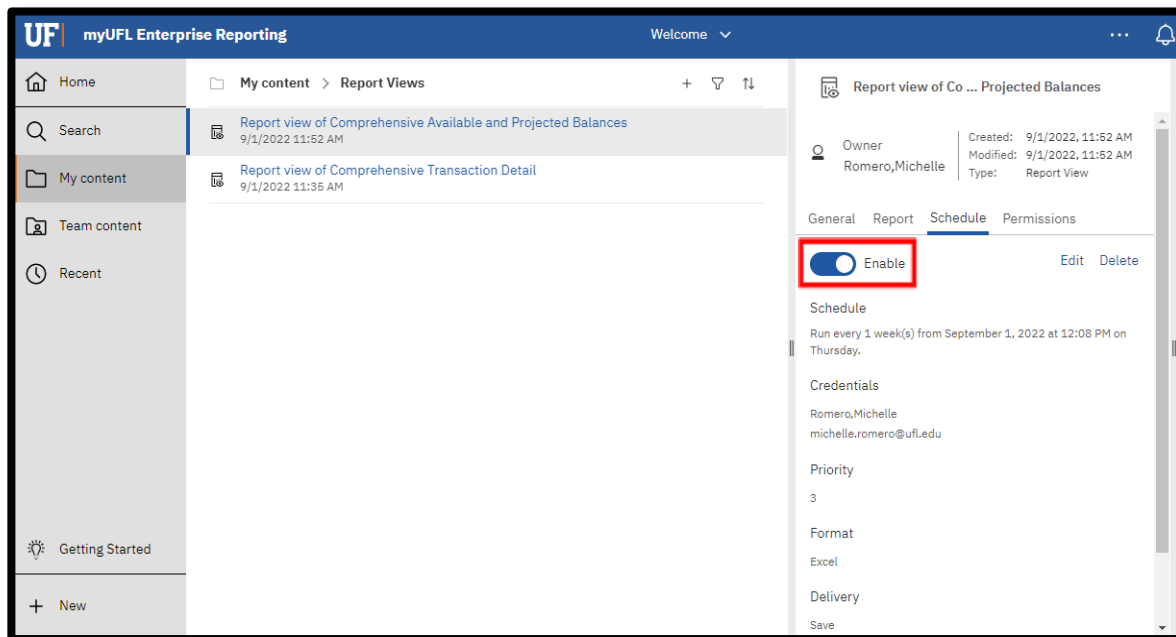 UF myUFL Enterprise Reporting
Welcome
Home
Search
My content
Team content
Recent
Getting Started
New
My content > Report Views
Report view of Comprehensive Available and Projected Balances
9/1/2022 11:52 AM
Report view of Comprehensive Transaction Detail
9/1/2022 11:35 AM
Report view of Co ... Projected Balances
Owner
Romero,Michelle
Created: 9/1/2022, 11:52 AM
Modified: 9/1/2022, 11:52 AM
Type: Report View
General Report Schedule Permissions
Enable Edit Delete
Schedule
Run every 1 week(s) from September 1, 2022 at 12:08 PM on
Thursday.
Credentials
Romero,Michelle
michelle.romero@ufl.edu
Priority
3
Format
Excel
Delivery
Save